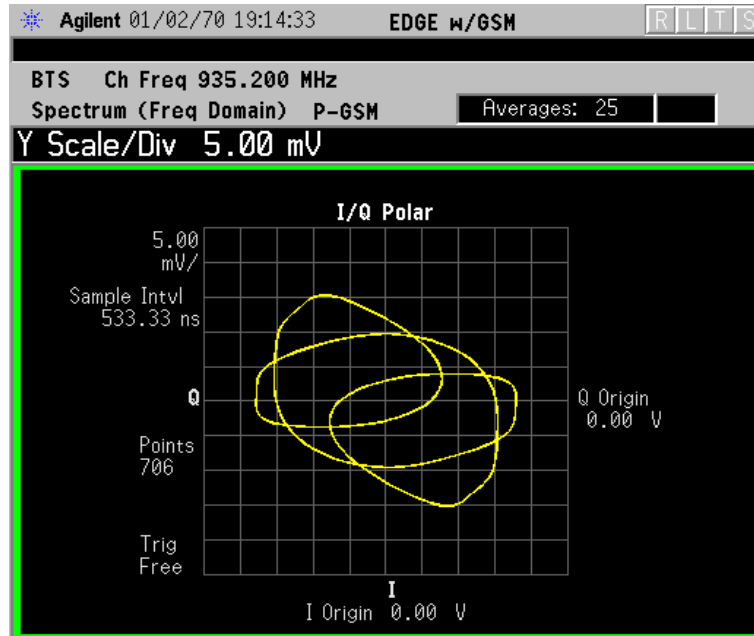 Agilent 01/02/70 19:14:33 EDGE w/GSM R L T S
BTS Ch Freq 935.200 MHz
Spectrum (Freq Domain) P-GSM Averages: 25
Y Scale/Div 5.00 mV
I/Q Polar
5.00
mV/
Sample Intvl
533.33 ns
Q
Q Origin
0.00 V
Points
706
Trig
Free
I
I Origin 0.00 V